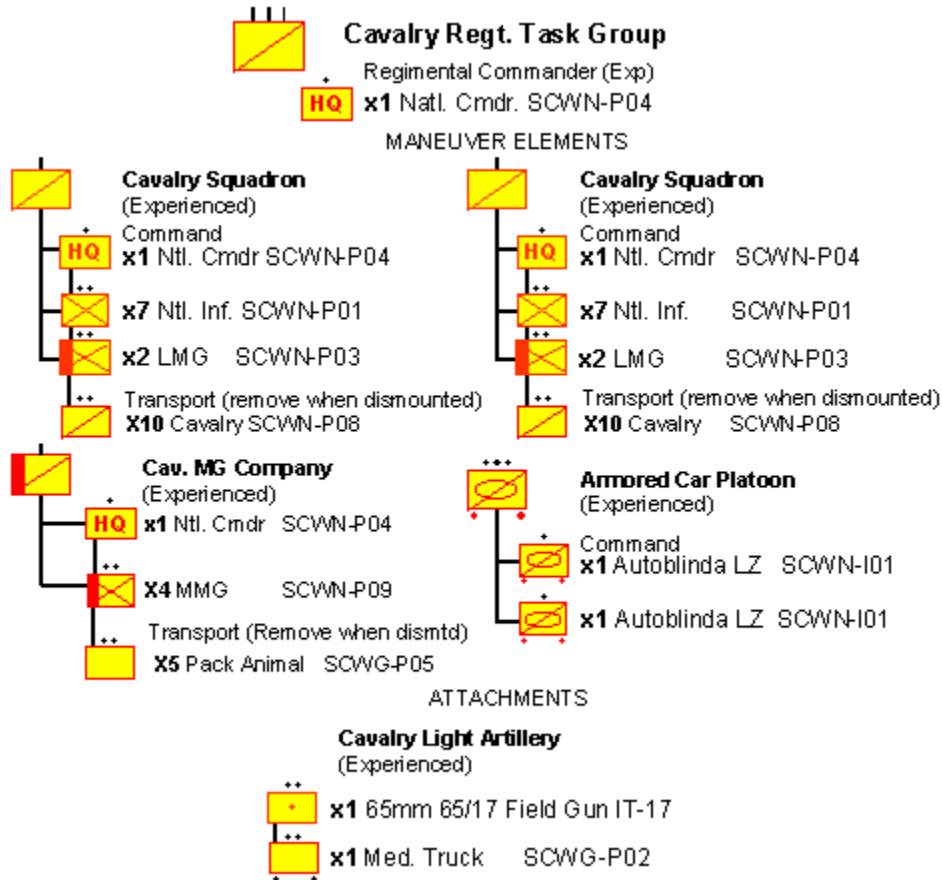 Cavalry Regt. Task Group
Regimental Commander (Exp)
HQ x1 Natl. Cmdr. SCWN-P04
MANEUVER ELEMENTS
Cavalry Squadron
(Experienced)
Command
HQ x1 Ntl. Cmdr SCWN-P04
x7 Ntl. Inf. SCWN-P01
x2 LMG SCWN-P03
Transport (remove when dismounted)
X10 Cavalry SCWN-P08
Cavalry Squadron
(Experienced)
Command
HQ x1 Ntl. Cmdr SCWN-P04
x7 Ntl. Inf. SCWN-P01
x2 LMG SCWN-P03
Transport (remove when dismounted)
X10 Cavalry SCWN-P08
Cav. MG Company
(Experienced)
HQ x1 Ntl. Cmdr SCWN-P04
X4 MMG SCWN-P09
Transport (Remove when dismtd)
X5 Pack Animal SCWG-P05
Armored Car Platoon
(Experienced)
Command
x1 Autoblinda LZ SCWN-I01
x1 Autoblinda LZ SCWN-I01
ATTACHMENTS
Cavalry Light Artillery
(Experienced)
x1 65mm 65/17 Field Gun IT-17
x1 Med. Truck SCWG-P02